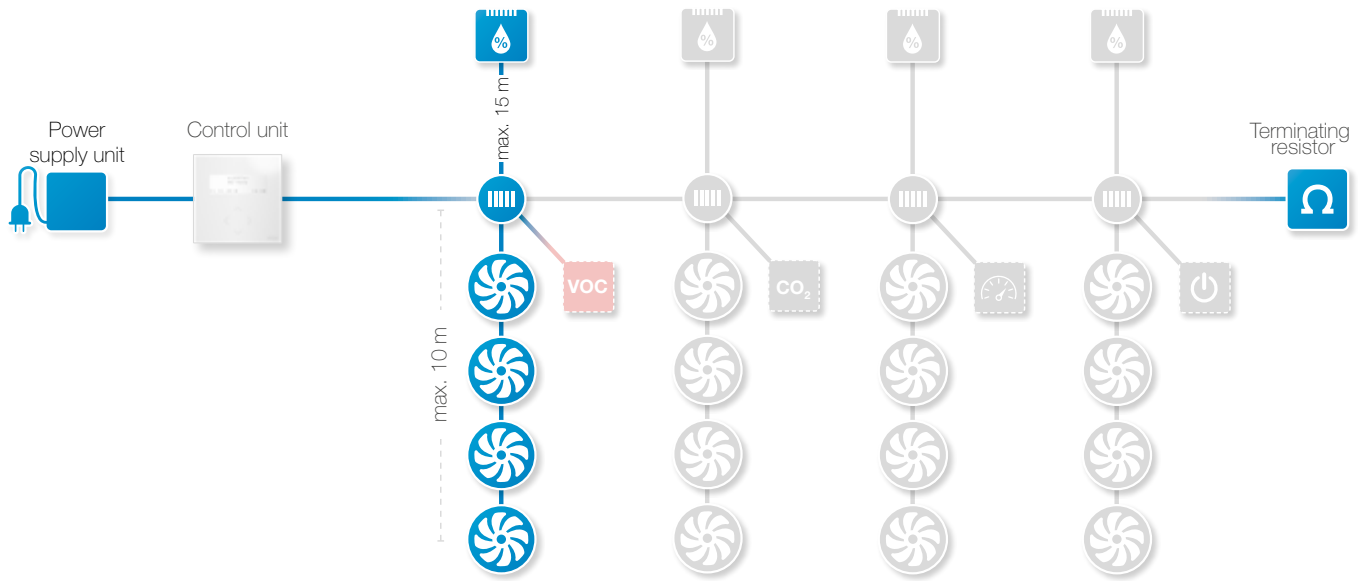 %
%
%
%
max. 15 m
Power
supply unit
Control unit
Terminating
resistor
Ω
VOC
CO₂
max. 10 m